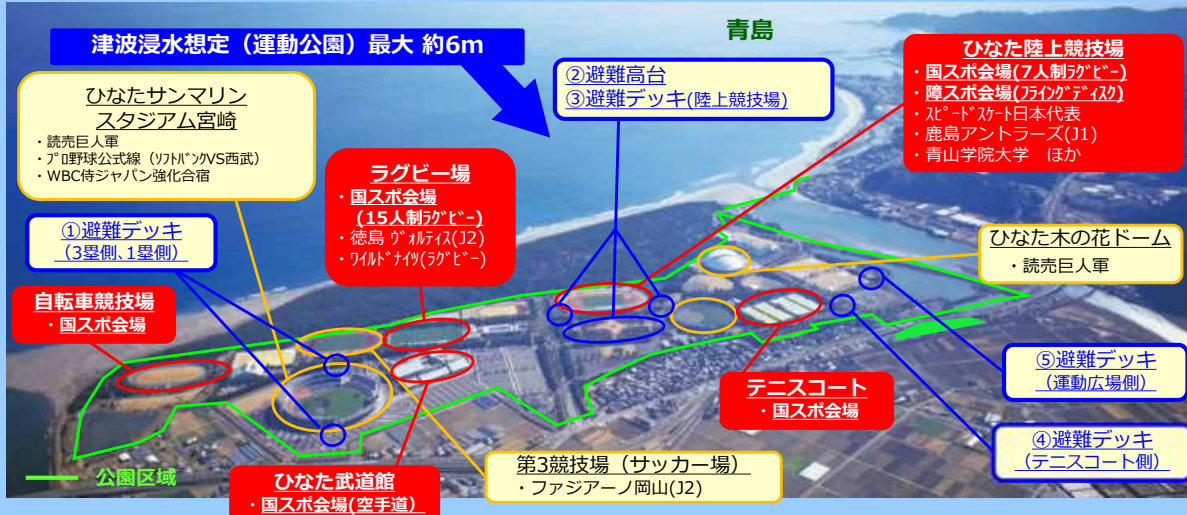 津波浸水想定（運動公園）最大 約6m
青島
ひなたサンマリン
スタジアム宮崎
・読売巨人軍
・ﾌﾟﾛ野球公式線（ｿﾌﾄﾊﾞﾝｸVS西武）
・WBC侍ジャパン強化合宿
②避難高台
③避難デッキ(陸上競技場)
ひなた陸上競技場
・国スポ会場(7人制ﾗｸﾞﾋﾞｰ)
・障スポ会場(ﾌﾗｲﾝｸﾞﾃﾞｨｽｸ)
・ｽﾋﾟｰﾄﾞｽｹｰﾄ日本代表
・鹿島アントラーズ(J1)
・青山学院大学　ほか
ラグビー場
・国スポ会場
(15人制ﾗｸﾞﾋﾞｰ)
・徳島 ヴォルティス(J2)
・ﾜｲﾙﾄﾞﾅｲﾂ(ﾗｸﾞﾋﾞｰ)
①避難デッキ
（3塁側、1塁側）
ひなた木の花ドーム
・読売巨人軍
自転車競技場
・国スポ会場
⑤避難デッキ
（運動広場側）
テニスコート
・国スポ会場
④避難デッキ
（テニスコート側）
第3競技場（サッカー場）
・ファジアーノ岡山(J2)
ひなた武道館
・国スポ会場(空手道）
公園区域